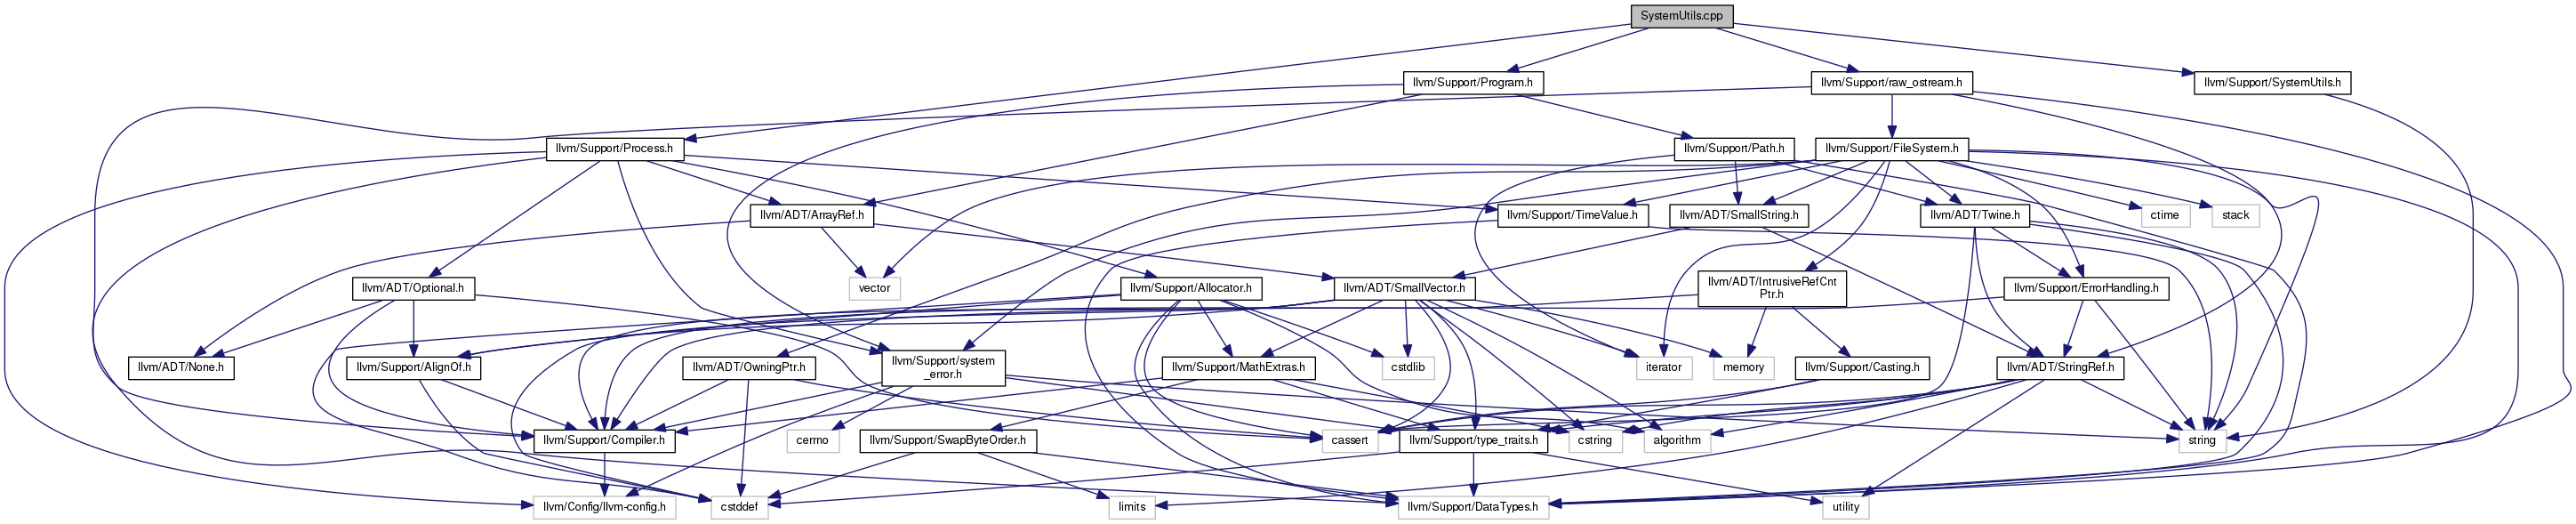 SystemUtils.cpp
llvm/Support/Program.h
llvm/Support/raw_ostream.h
llvm/Support/SystemUtils.h
llvm/Support/Process.h
llvm/Support/Path.h
llvm/Support/FileSystem.h
llvm/ADT/ArrayRef.h
llvm/Support/TimeValue.h
llvm/ADT/SmallString.h
llvm/ADT/Twine.h
ctime
stack
llvm/ADT/Optional.h
vector
llvm/Support/Allocator.h
llvm/ADT/SmallVector.h
llvm/ADT/IntrusiveRefCnt
Ptr.h
llvm/Support/ErrorHandling.h
llvm/ADT/None.h
llvm/Support/AlignOf.h
llvm/ADT/OwningPtr.h
llvm/Support/system
_error.h
llvm/Support/MathExtras.h
cstdlib
iterator
memory
llvm/Support/Casting.h
llvm/ADT/StringRef.h
llvm/Support/Compiler.h
cerrno
llvm/Support/SwapByteOrder.h
cassert
llvm/Support/type_traits.h
cstring
algorithm
string
llvm/Config/llvm-config.h
cstddef
limits
llvm/Support/DataTypes.h
utility